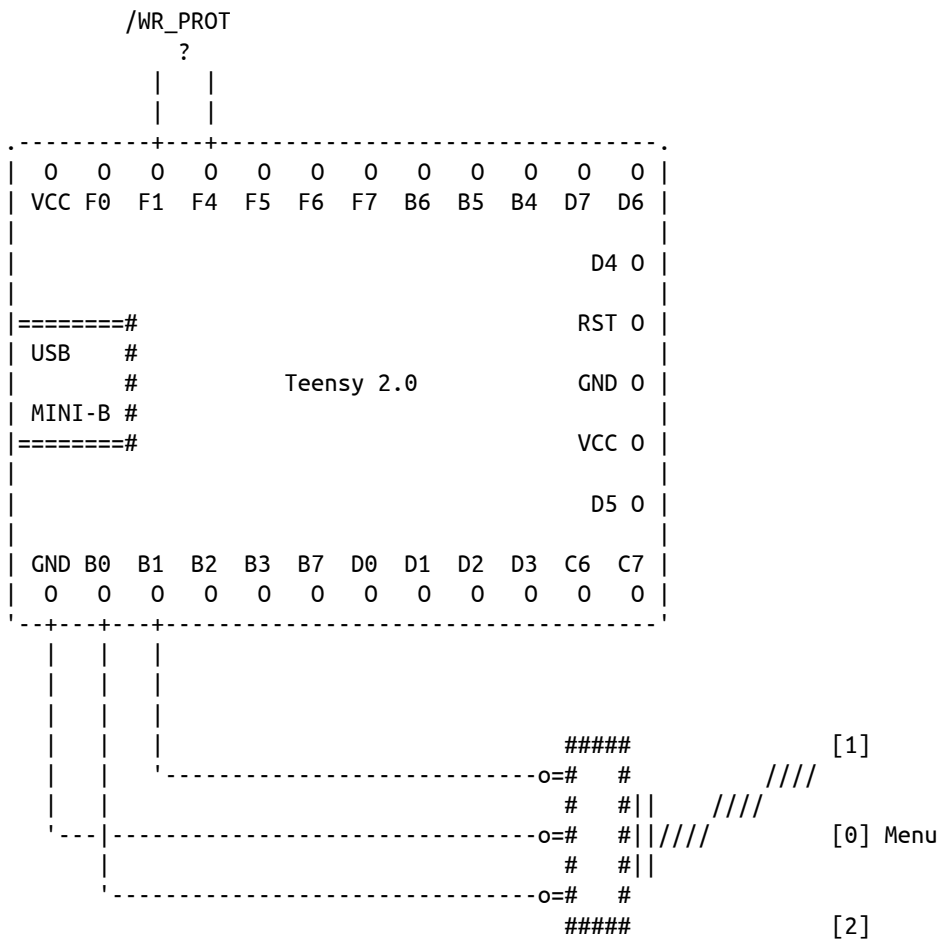 /WR_PROT
?
O O O O O O O O O O O O
VCC F0 F1 F4 F5 F6 F7 B6 B5 B4 D7 D6
D4 O
RST O
USB
Teensy 2.0 GND O
MINI-B
VCC O
D5 O
GND B0 B1 B2 B3 B7 D0 D1 D2 D3 C6 C7
O O O O O O O O O O O O
[1]
[0] Menu
[2]